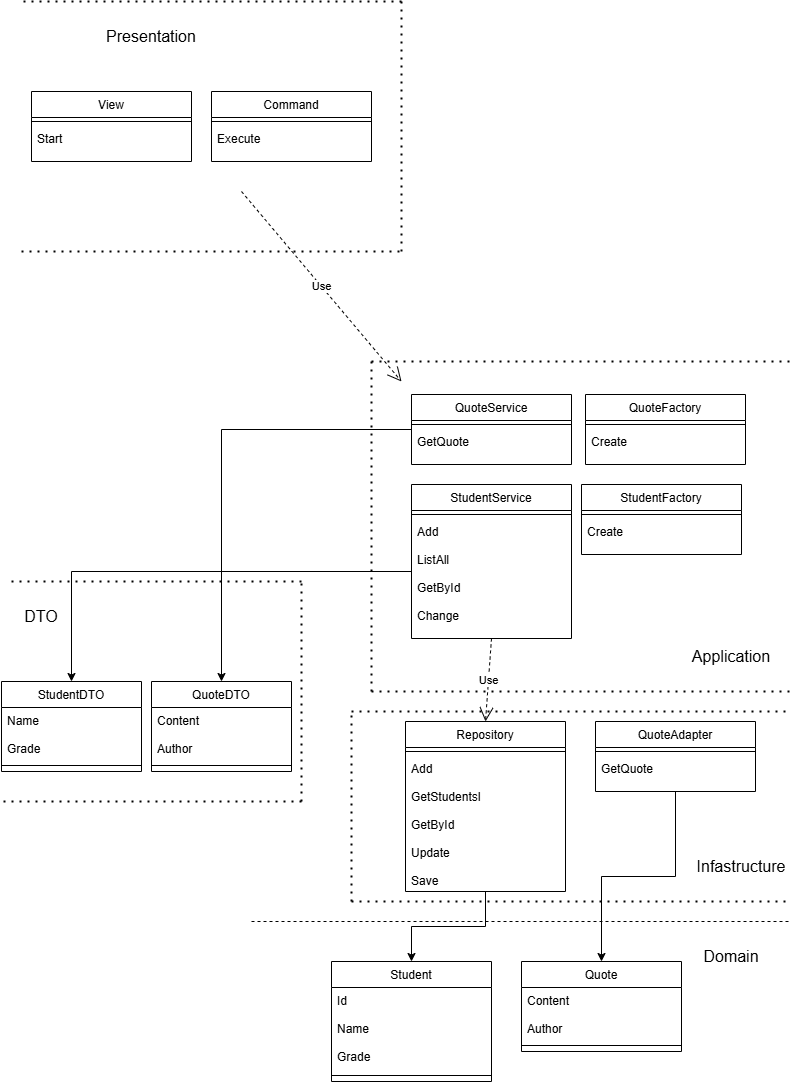 Presentation
View
Start
Command
Execute
Use
QuoteService
GetQuote
QuoteFactory
Create
StudentService
Add
ListAll
GetById
Change
StudentFactory
Create
Application
Use
DTO
StudentDTO
Name
Grade
QuoteDTO
Content
Author
Repository
Add
GetStudentsl
GetById
Update
Save
QuoteAdapter
GetQuote
Infastructure
Domain
Student
Id
Name
Grade
Quote
Content
Author